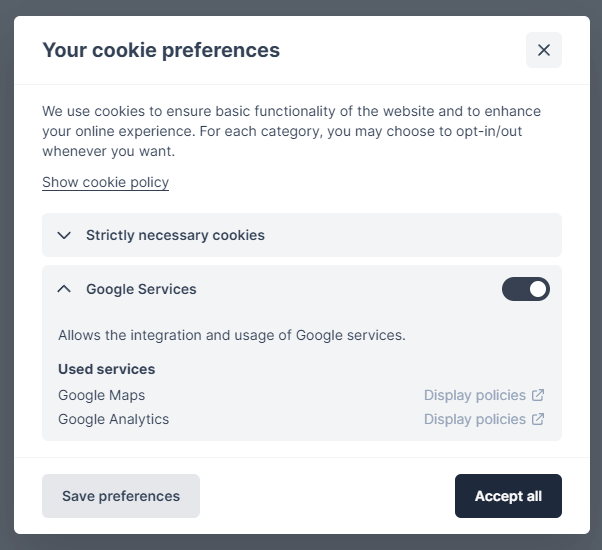 Your cookie preferences
We use cookies to ensure basic functionality of the website and to enhance
your online experience. For each category, you may choose to opt-in/out
whenever you want.
Show cookie policy
Strictly necessary cookies
Google Services
Allows the integration and usage of Google services.
Used services
Google Maps Display policies
Google Analytics Display policies
Save preferences Accept all